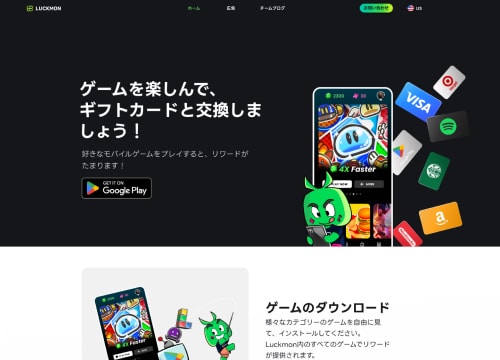 LUCKMON
ホーム
広告
チームブログ
お問い合わせ
US
ゲームを楽しんで、
ギフトカードと交換しま
しょう！
好きなモバイルゲームをプレイすると、リワードが
たまります！
GET IT ON
Google Play
2300
30
4X Faster
VISA
ゲームのダウンロード
様々なカテゴリーのゲームを自由に見
て、インストールしてください。
Luckmon内のすべてのゲームでリワード
が提供されます。